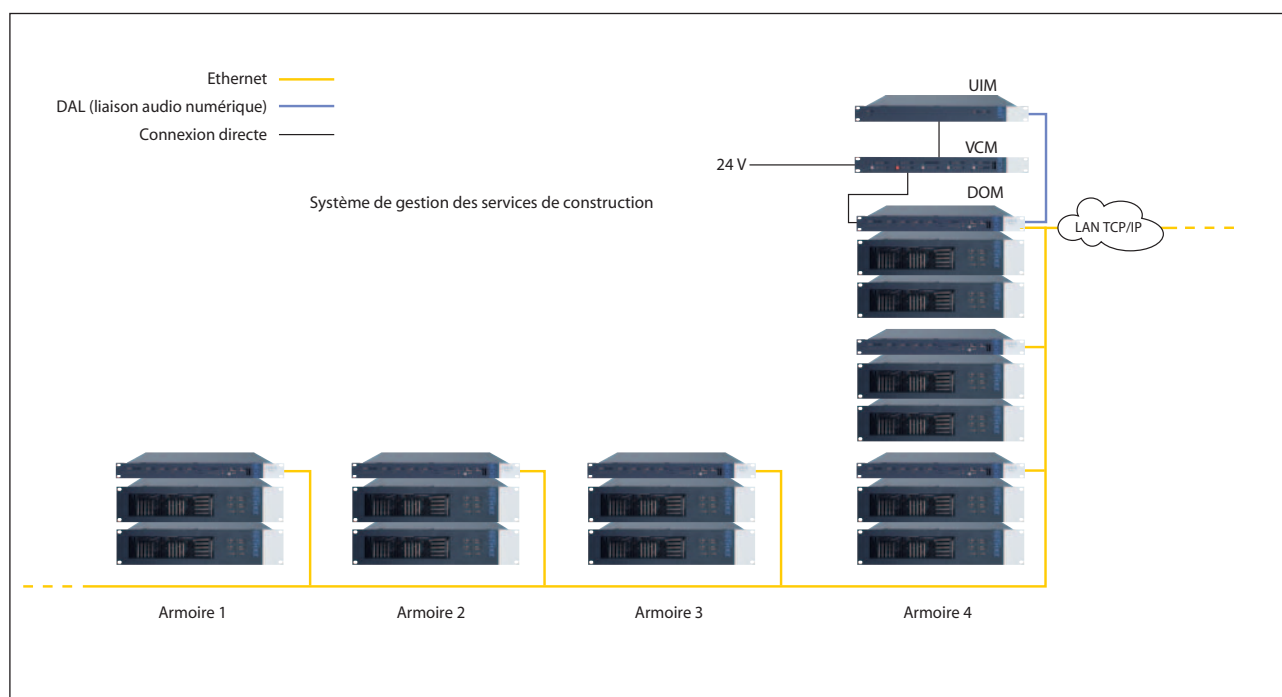 Ethernet
DAL (liaison audio numérique)
Connexion directe
UIM
VCM
24 V
DOM
Système de gestion des services de construction
LAN TCP/IP
Armoire 1
Armoire 2
Armoire 3
Armoire 4